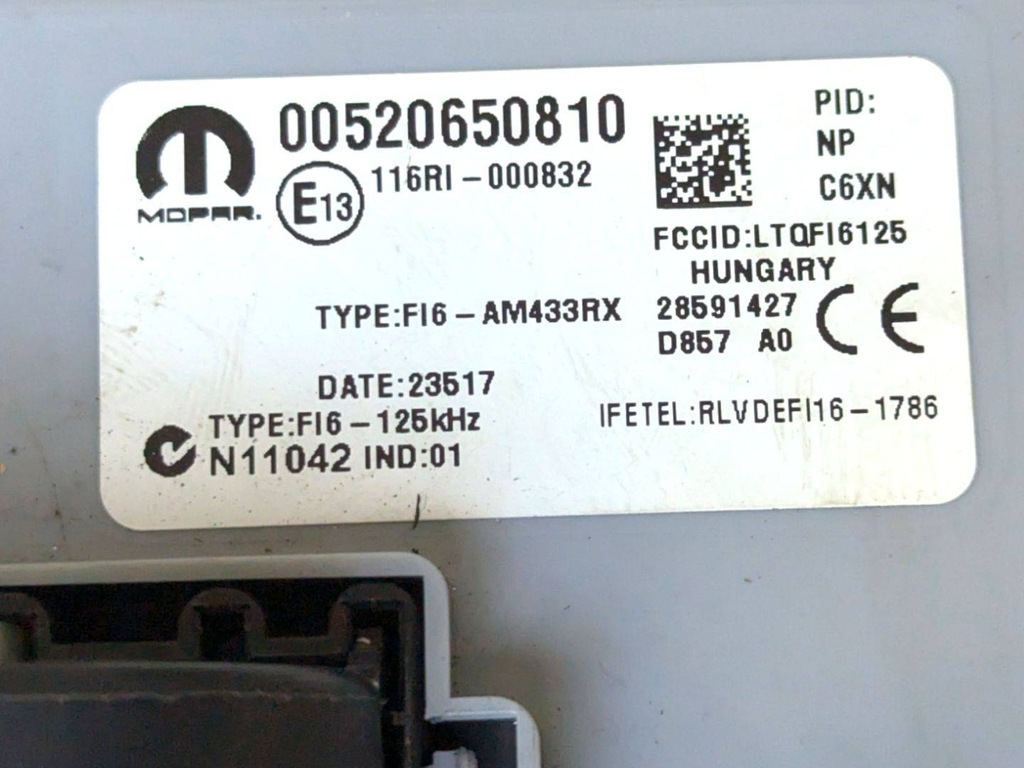 MOPAR.
00520650810
E13
116RI-000832
PID:
NP
C6XN
FCCID:LTQFI6125
HUNGARY
TYPE:FI6-AM433RX
28591427
D857 A0
CE
DATE:23517
TYPE:FI6-125kHz
N11042 IND:01
IFETEL:RLVDEFI16-1786